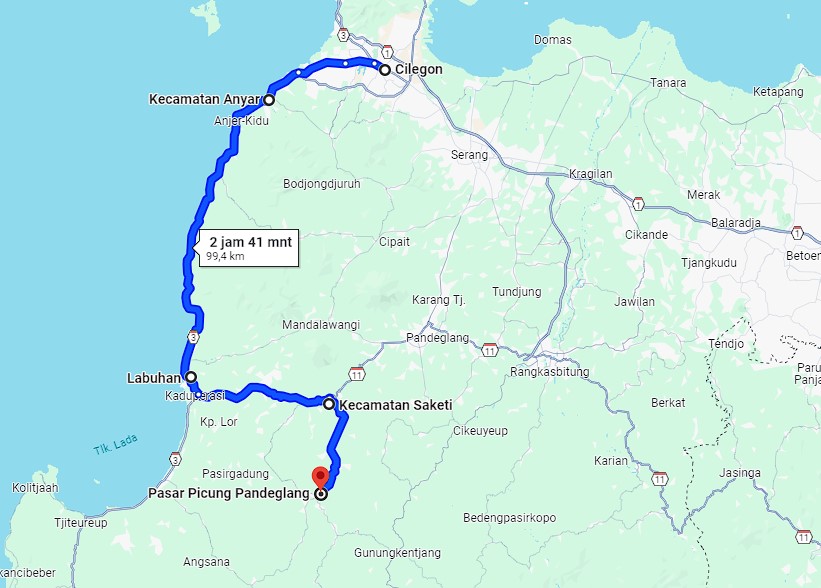 3
1
Domas
Cilegon
Tanara
Ketapang
Kecamatan Anyar
Anjer-Kidu
Serang
Kragilan
Bodjongdjuruh
Merak
1
Balaradja
1
Cikande
2 jam 41 mnt
99,4 km
Cipait
Tjangkudu
Betoen
Tundjung
Karang Tj.
Jawilan
Mandalawangi
3
Pandeglang
Tendjo
11
Rangkasbitung
11
Paru
Panja
Labuhan
Kaduperasi
Kecamatan Saketi
Berkat
Kp. Lor
Cikeuyeup
Tlk. Lada
3
Karian
Pasirgadung
11
Jasinga
Kolitjaah
Pasar Picung Pandeglang
Tjiteureup
Bedengpasirkopo
11
Gunungkentjang
Angsana
kancibeber